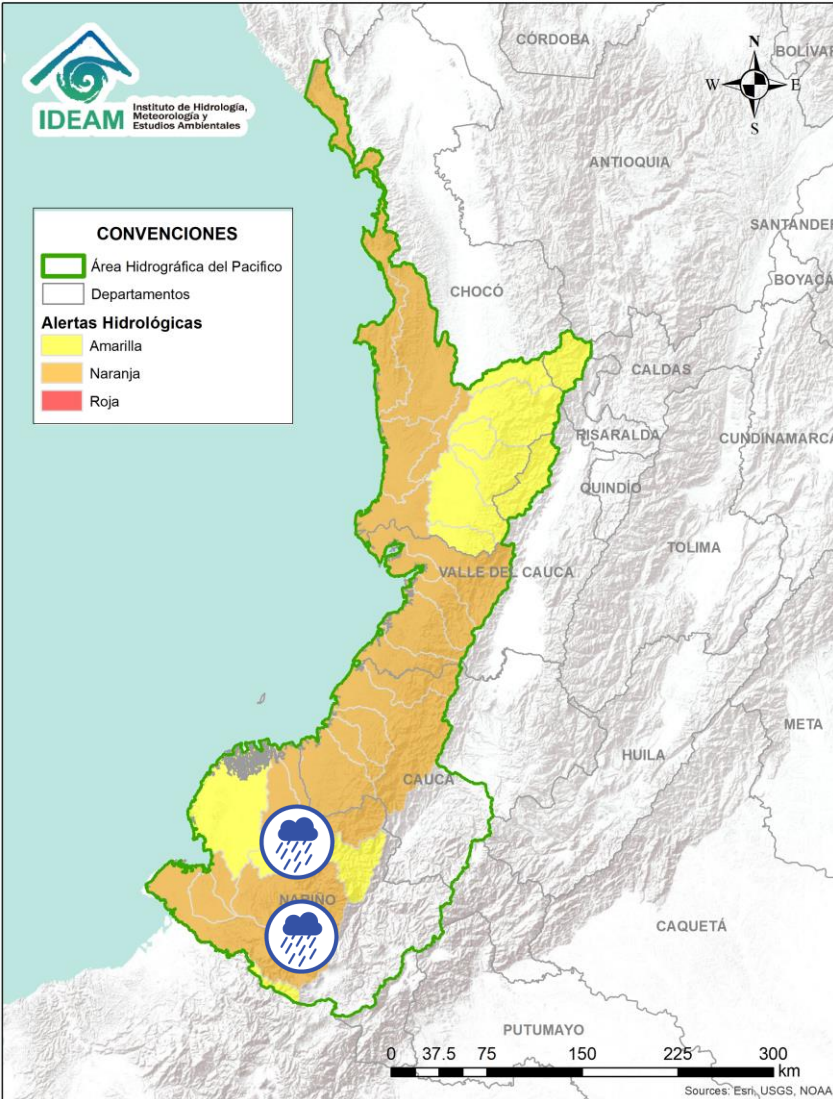 IDEAM
Instituto de Hidrología,
Meteorología y
Estudios Ambientales
N
W
E
S
CÓRDOBA
BOLÍVAR
ANTIOQUIA
SANTANDER
BOYACÁ
CONVENCIONES
Área Hidrográfica del Pacifico
Departamentos
Alertas Hidrológicas
Amarilla
Naranja
Roja
CHOCÓ
CALDAS
RISARALDA
CUNDINAMARCA
QUINDÍO
TOLIMA
VALLE DEL CAUCA
META
HUILA
CAUCA
NARIÑO
CAQUETÁ
PUTUMAYO
0 37.5 75 150 225 300
km
Sources: Esri, USGS, NOAA